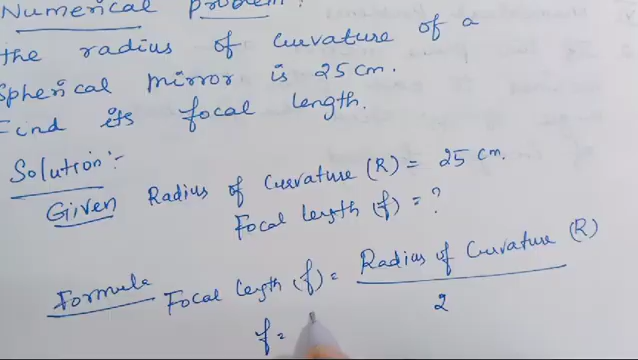 Numerical problem:
the radius of curvature of a
Spherical mirror is 25 cm.
Find its focal length.
Solution:-
Given Radius of Curvature (R) = 25 cm.
Focal length (f) = ?
Formula Focal length (f) = Radius of Curvature (R)
2
f =